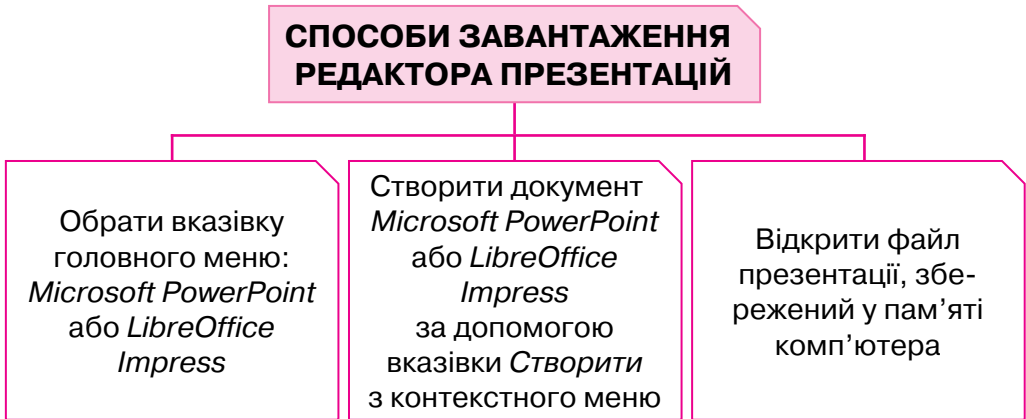 СПОСОБИ ЗАВАНТАЖЕННЯ
РЕДАКТОРА ПРЕЗЕНТАЦІЙ
Обрати вказівку
головного меню:
Microsoft PowerPoint
або LibreOffice
Impress
Створити документ
Microsoft PowerPoint
або LibreOffice
Impress
за допомогою
вказівки Створити
з контекстного меню
Відкрити файл
презентації, збе-
режений у пам’яті
комп’ютера